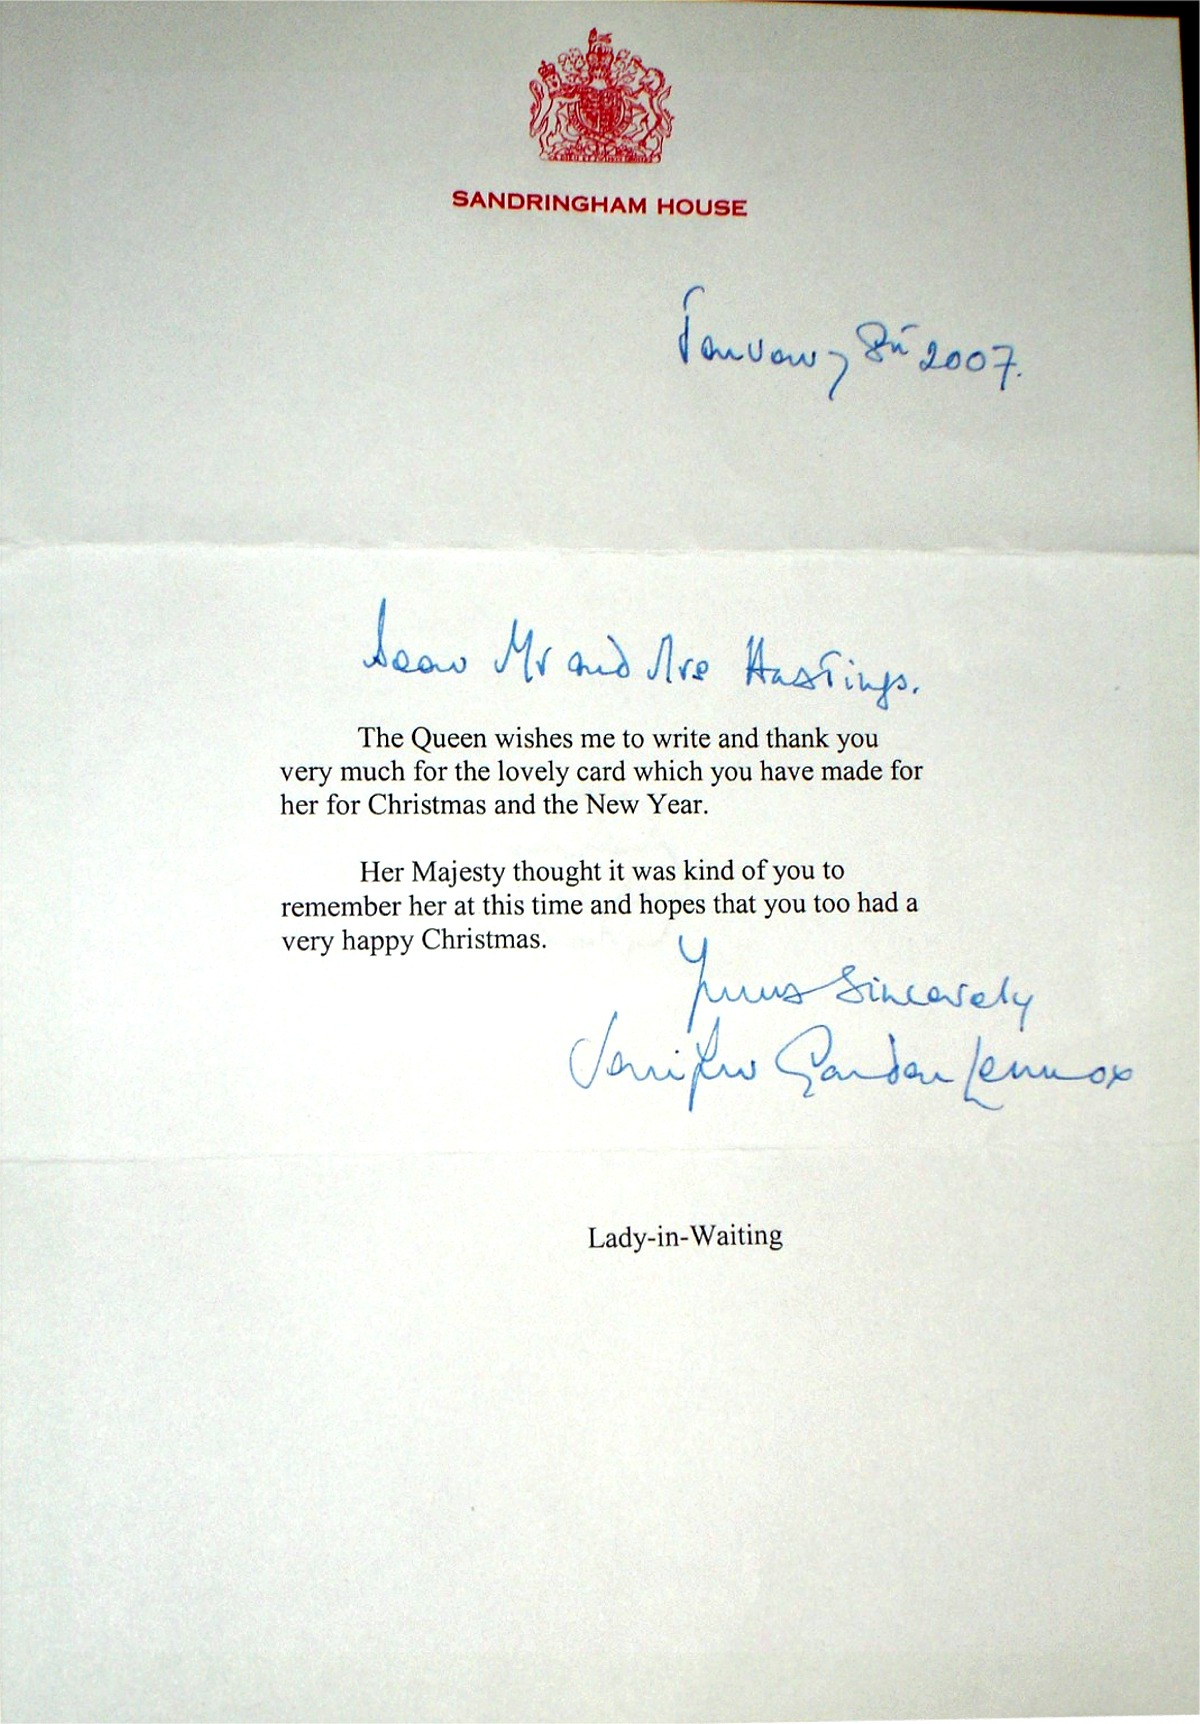 SANDRINGHAM HOUSE
January 8th 2007.
Dear Mr and Mrs Hastings.
The Queen wishes me to write and thank you
very much for the lovely card which you have made for
her for Christmas and the New Year.
Her Majesty thought it was kind of you to
remember her at this time and hopes that you too had a
very happy Christmas.
Yours Sincerely
Gordon Lennox
Lady-in-Waiting